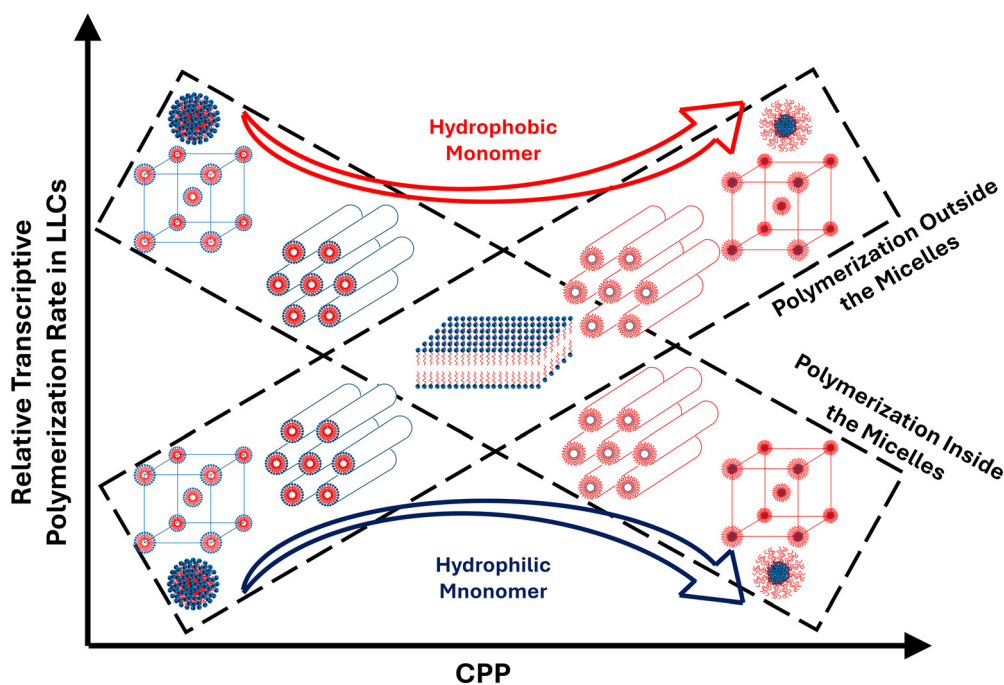 Relative Transcriptive
Polymerization Rate in LLCs
Hydrophobic
Monomer
Polymerization Outside
the Micelles
Polymerization Inside
the Micelles
Hydrophilic
Mnonomer
CPP